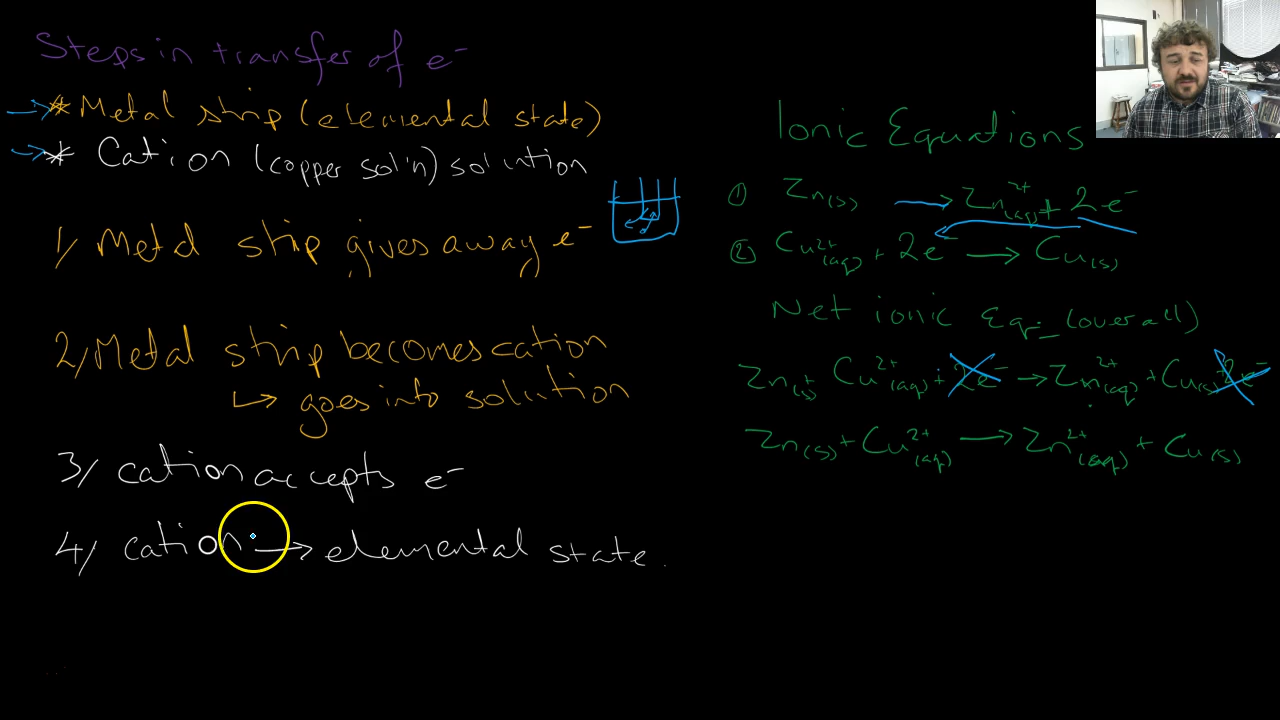 Steps in transfer of e⁻
* Metal strip (elemental state)
* Cation (copper sol'n) solution
1/ Metal strip gives away e⁻
2/ Metal strip becomes cation
↳ goes into solution
3/ cation accepts e⁻
4/ cation → elemental state.
Ionic Equations
① Zn(s) → Zn²⁺(aq) + 2e⁻
② Cu²⁺(aq) + 2e⁻ → Cu(s)
Net ionic Eq: (overall)
Zn(s) + Cu²⁺(aq) + 2e⁻ → Zn²⁺(aq) + Cu(s) + 2e⁻
Zn(s) + Cu²⁺(aq) → Zn²⁺(aq) + Cu(s)